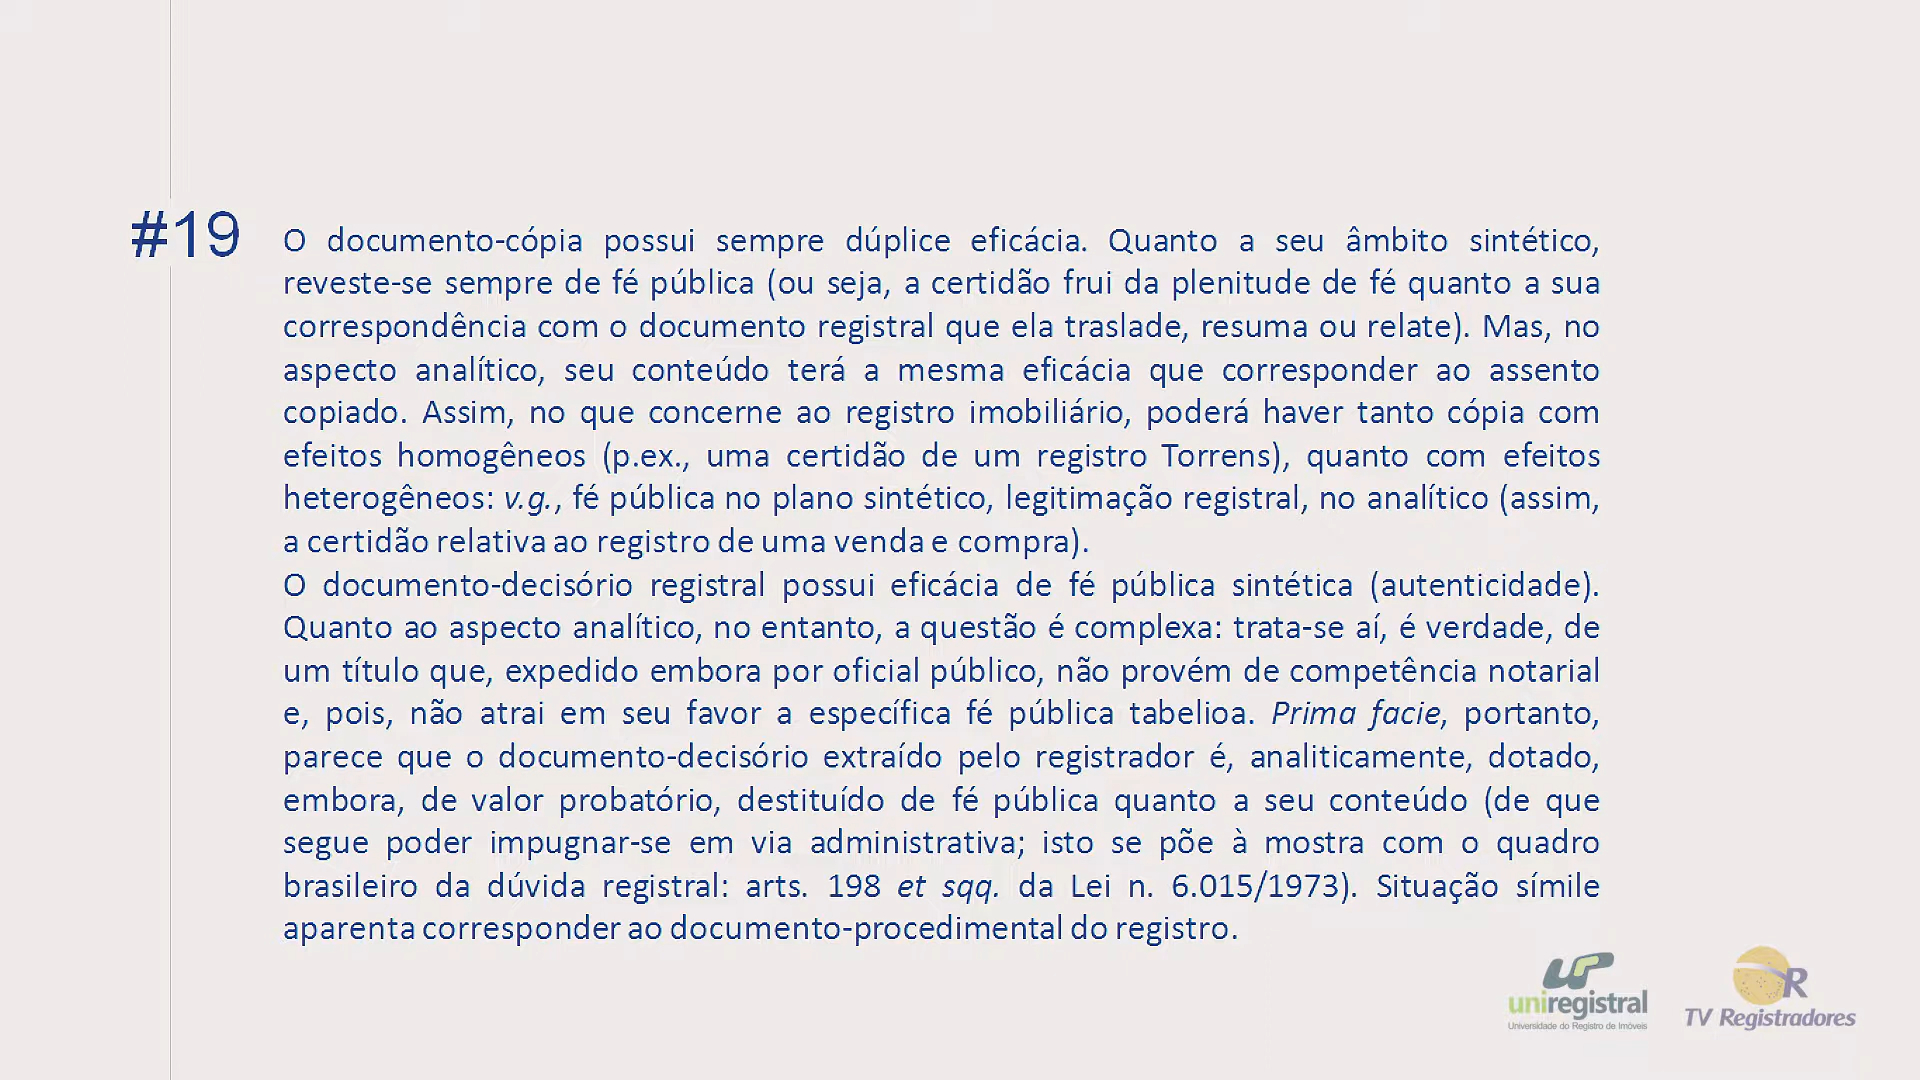 #19
O documento-cópia possui sempre dúplice eficácia. Quanto a seu âmbito sintético,
reveste-se sempre de fé pública (ou seja, a certidão frui da plenitude de fé quanto a sua
correspondência com o documento registral que ela traslade, resuma ou relate). Mas, no
aspecto analítico, seu conteúdo terá a mesma eficácia que corresponder ao assento
copiado. Assim, no que concerne ao registro imobiliário, poderá haver tanto cópia com
efeitos homogêneos (p.ex., uma certidão de um registro Torrens), quanto com efeitos
heterogêneos: v.g., fé pública no plano sintético, legitimação registral, no analítico (assim,
a certidão relativa ao registro de uma venda e compra).
O documento-decisório registral possui eficácia de fé pública sintética (autenticidade).
Quanto ao aspecto analítico, no entanto, a questão é complexa: trata-se aí, é verdade, de
um título que, expedido embora por oficial público, não provém de competência notarial
e, pois, não atrai em seu favor a específica fé pública tabelioa. Prima facie, portanto,
parece que o documento-decisório extraído pelo registrador é, analiticamente, dotado,
embora, de valor probatório, destituído de fé pública quanto a seu conteúdo (de que
segue poder impugnar-se em via administrativa; isto se põe à mostra com o quadro
brasileiro da dúvida registral: arts. 198 et sqq. da Lei n. 6.015/1973). Situação símile
aparenta corresponder ao documento-procedimental do registro.
uniregistral
Universidade do Registro de Imóveis
R
TV Registradores